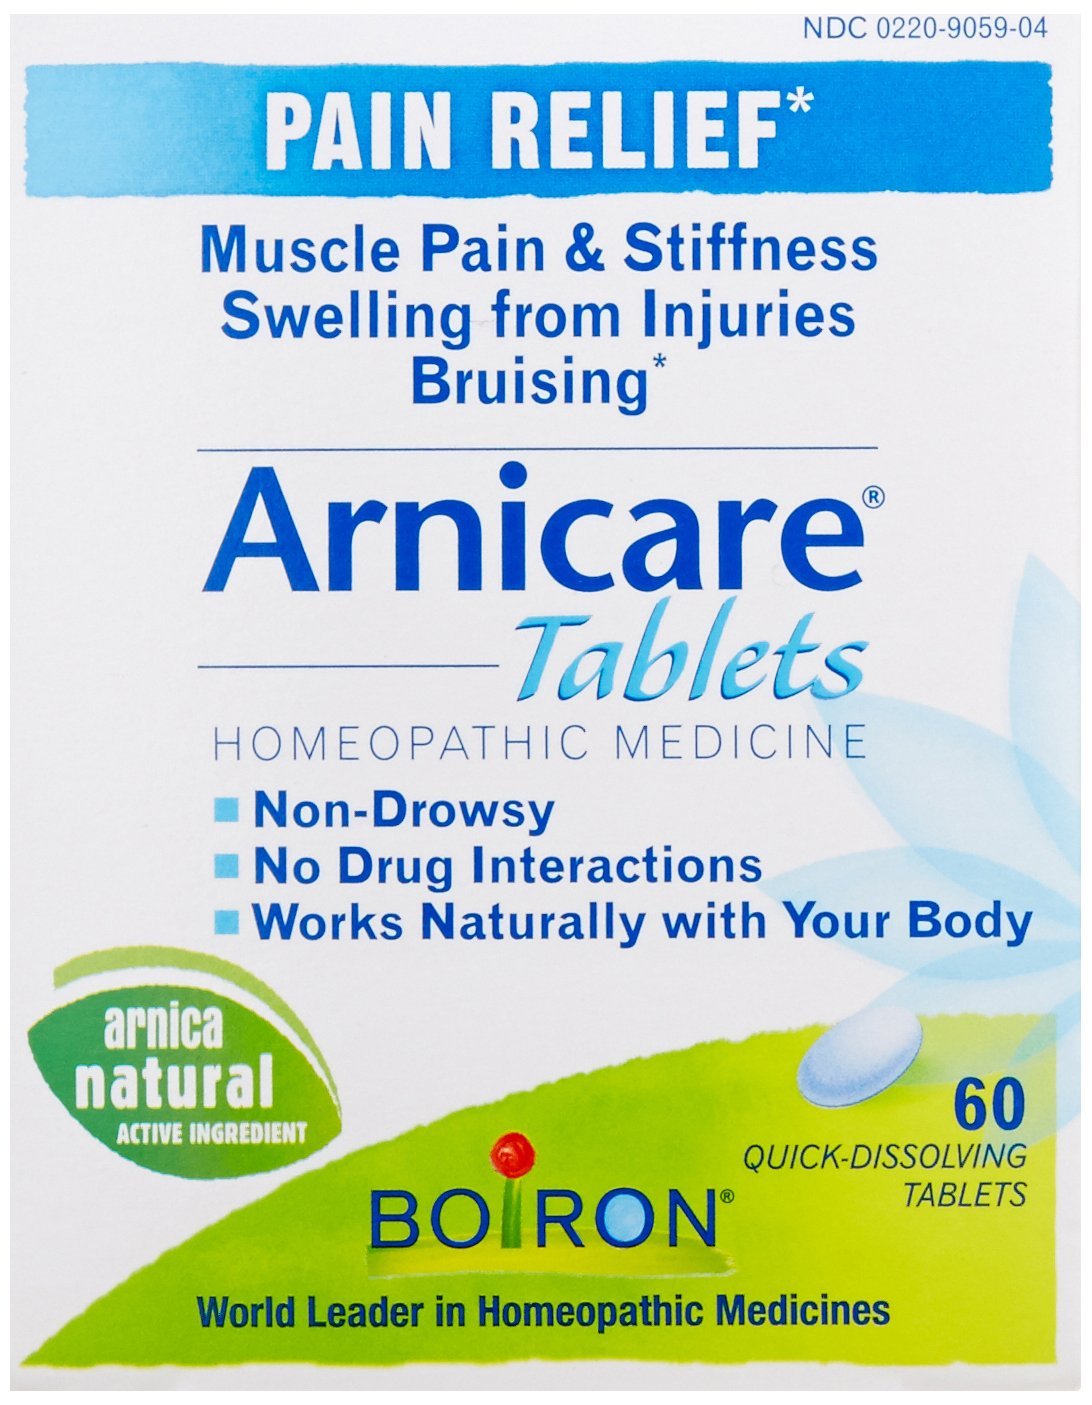 NDC 0220-9059-04
PAIN RELIEF*
Muscle Pain & Stiffness
Swelling from Injuries
Bruising*
Arnicare®
Tablets
HOMEOPATHIC MEDICINE
Non-Drowsy
No Drug Interactions
Works Naturally with Your Body
arnica
natural
ACTIVE INGREDIENT
60
QUICK-DISSOLVING
TABLETS
BOIRON®
World Leader in Homeopathic Medicines